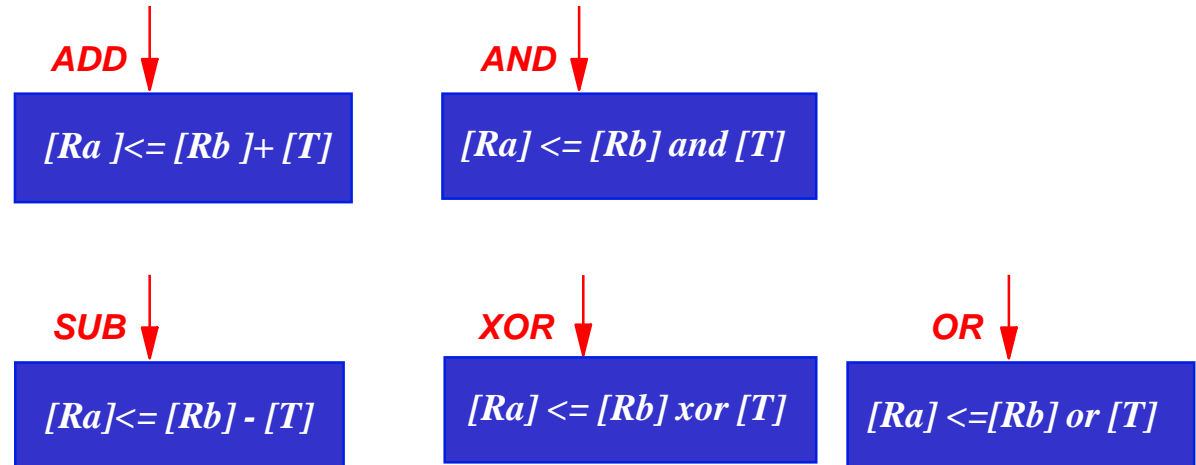 ADD
[Ra ]<= [Rb ]+ [T]
AND
[Ra] <= [Rb] and [T]
SUB
[Ra]<= [Rb] - [T]
XOR
[Ra] <= [Rb] xor [T]
OR
[Ra] <=[Rb] or [T]